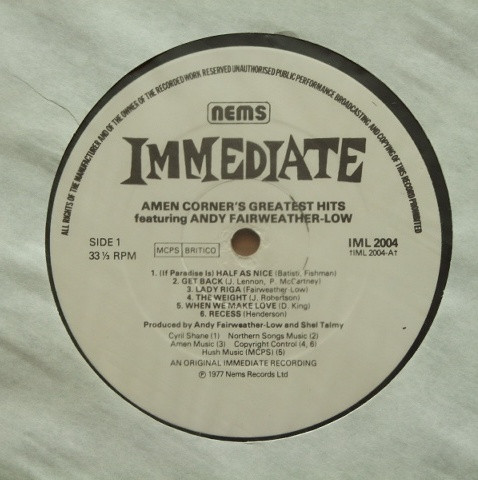 ALL RIGHTS OF THE MANUFACTURER AND OF THE OWNER OF THE RECORDED WORK RESERVED UNAUTHORISED PUBLIC PERFORMANCE BROADCASTING AND COPYING OF THIS RECORD PROHIBITED
nems
IMMEDIATE
AMEN CORNER'S GREATEST HITS
featuring ANDY FAIRWEATHER-LOW
SIDE 1 MCPS BRITICO IML 2004
33 ⅓ RPM †IML 2004-A†
1. (If Paradise Is) HALF AS NICE (Batisti, Fishman)
2. GET BACK (J. Lennon, P. McCartney)
3. LADY RIGA (Fairweather-Low)
4. THE WEIGHT (J. Robertson)
5. WHEN WE MAKE LOVE (D. King)
6. RECESS (Henderson)
Produced by Andy Fairweather-Low and Shel Talmy
Cyril Shane (1) Northern Songs Music (2)
Amen Music (3) Copyright Control (4, 6)
Hush Music (MCPS) (5)
AN ORIGINAL IMMEDIATE RECORDING
℗ 1977 Nems Records Ltd